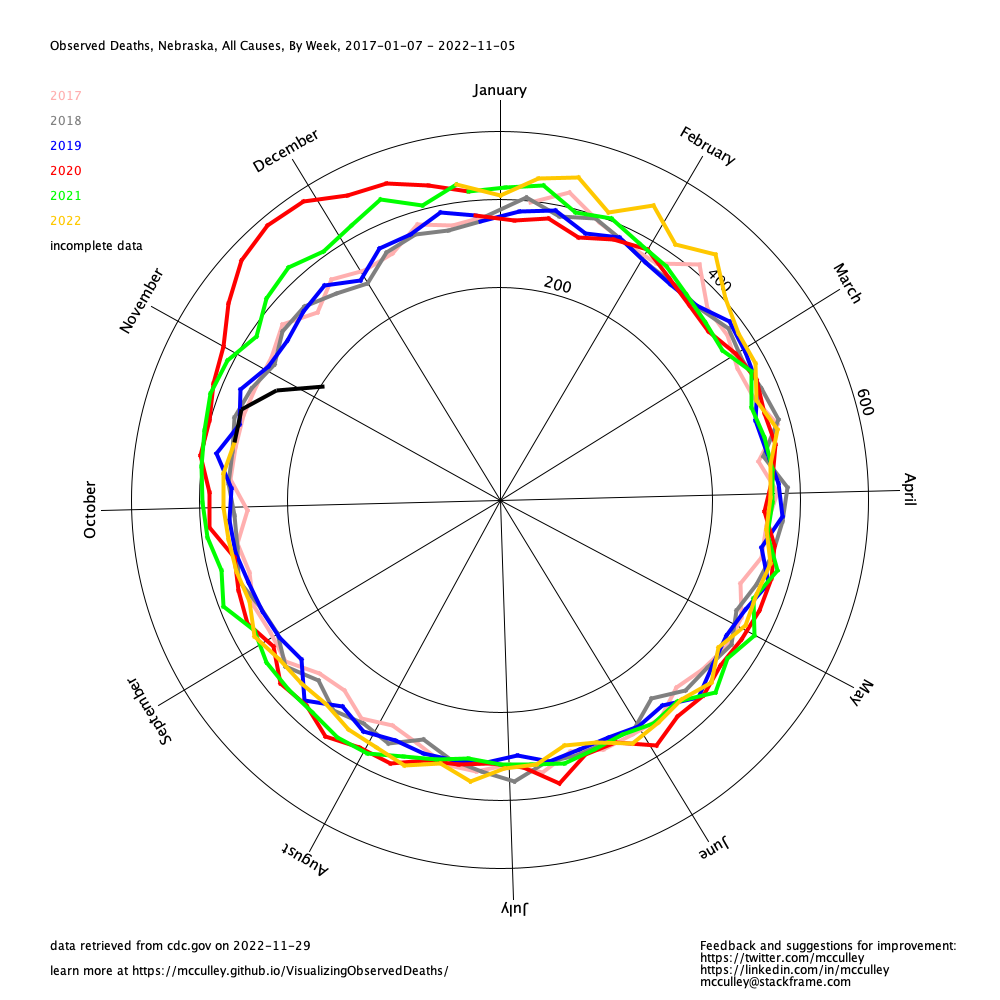 Observed Deaths, Nebraska, All Causes, By Week, 2017-01-07 - 2022-11-05
January
2017
2018
2019
2020
2021
2022
incomplete data
December
February
November
March
200
400
600
October
April
September
May
August
June
July
data retrieved from cdc.gov on 2022-11-29
learn more at https://mcculley.github.io/VisualizingObservedDeaths/
Feedback and suggestions for improvement:
https://twitter.com/mcculley
https://linkedin.com/in/mcculley
mcculley@stackframe.com